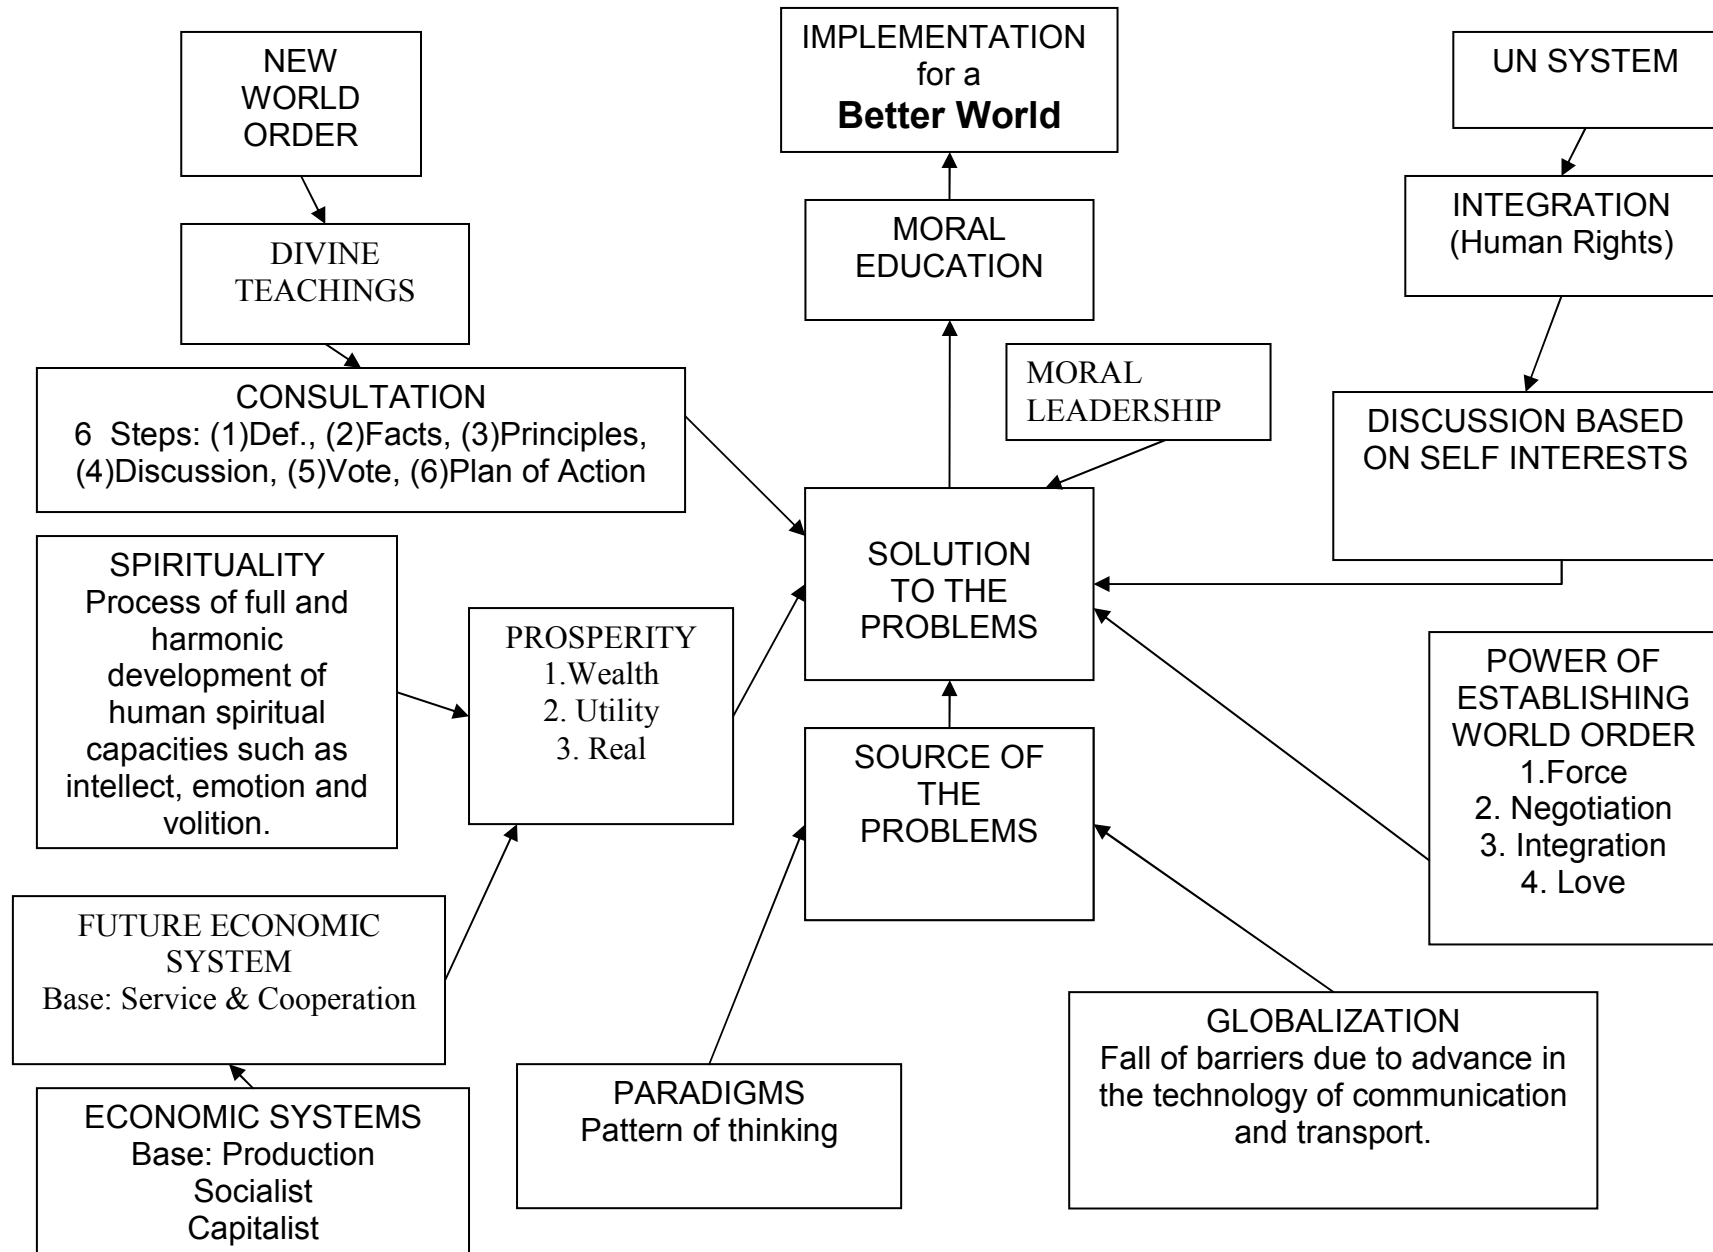 NEW
WORLD
ORDER
DIVINE
TEACHINGS
CONSULTATION
6 Steps: (1)Def., (2)Facts, (3)Principles,
(4)Discussion, (5)Vote, (6)Plan of Action
SPIRITUALITY
Process of full and
harmonic
development of
human spiritual
capacities such as
intellect, emotion and
volition.
PROSPERITY
1.Wealth
2. Utility
3. Real
FUTURE ECONOMIC
SYSTEM
Base: Service & Cooperation
ECONOMIC SYSTEMS
Base: Production
Socialist
Capitalist
IMPLEMENTATION
for a
Better World
MORAL
EDUCATION
MORAL
LEADERSHIP
SOLUTION
TO THE
PROBLEMS
SOURCE OF
THE
PROBLEMS
PARADIGMS
Pattern of thinking
UN SYSTEM
INTEGRATION
(Human Rights)
DISCUSSION BASED
ON SELF INTERESTS
POWER OF
ESTABLISHING
WORLD ORDER
1.Force
2. Negotiation
3. Integration
4. Love
GLOBALIZATION
Fall of barriers due to advance in
the technology of communication
and transport.